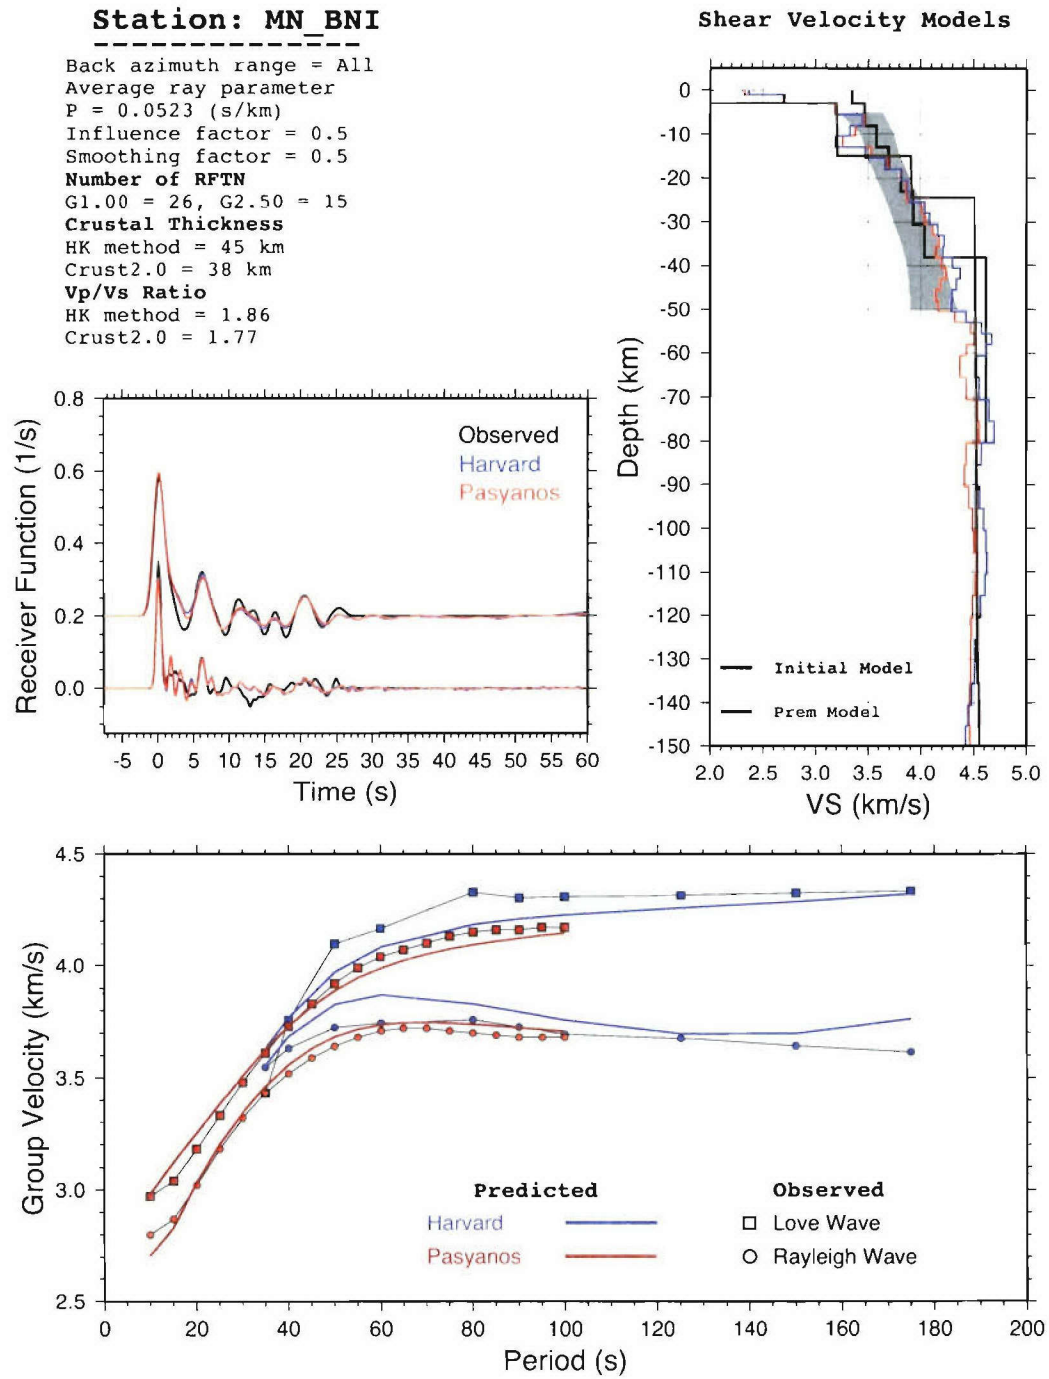 Station: MN_BNI
Back azimuth range = All
Average ray parameter
P = 0.0523 (s/km)
Influence factor = 0.5
Smoothing factor = 0.5
Number of RFTN
G1.00 = 26, G2.50 = 15
Crustal Thickness
HK method = 45 km
Crust2.0 = 38 km
Vp/Vs Ratio
HK method = 1.86
Crust2.0 = 1.77
Shear Velocity Models
0
-10
-20
-30
-40
-50
-60
-70
-80
-90
-100
-110
-120
-130
-140
-150
Depth (km)
Initial Model
Prem Model
2.0 2.5 3.0 3.5 4.0 4.5 5.0
VS (km/s)
0.8
0.6
0.4
0.2
0.0
Receiver Function (1/s)
Observed
Harvard
Pasyanos
-5 0 5 10 15 20 25 30 35 40 45 50 55 60
Time (s)
4.5
4.0
3.5
3.0
2.5
Group Velocity (km/s)
Predicted Observed
Harvard Love Wave
Pasyanos Rayleigh Wave
0 20 40 60 80 100 120 140 160 180 200
Period (s)